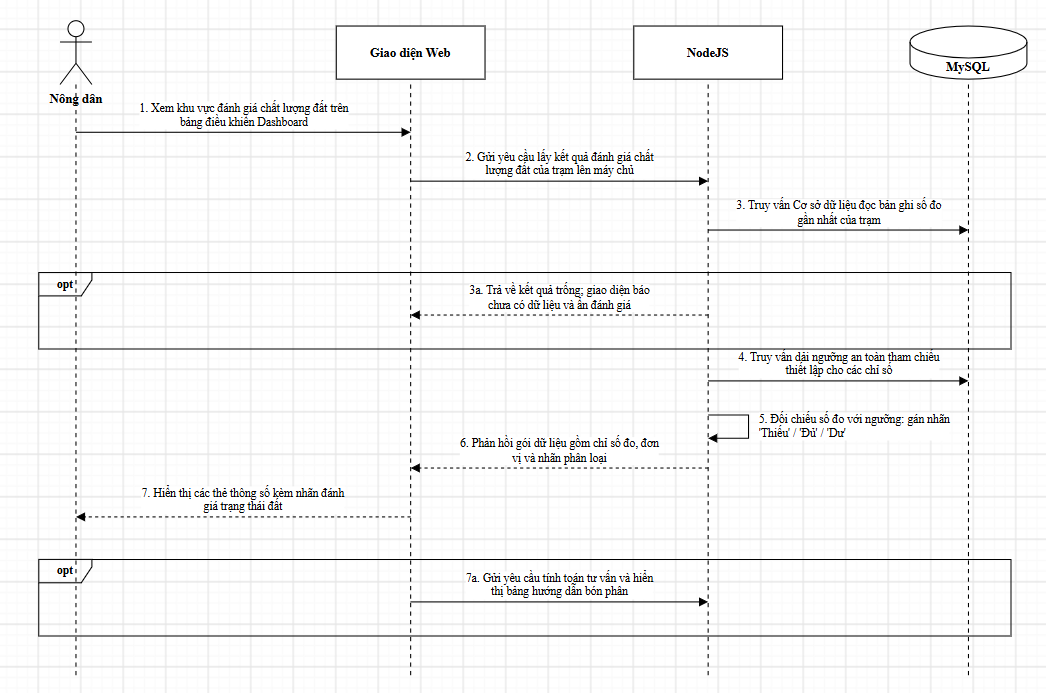 Giao diện Web
NodeJS
MySQL
Nông dân
1. Xem khu vực đánh giá chất lượng đất trên
bảng điều khiển Dashboard
2. Gửi yêu cầu lấy kết quả đánh giá chất
lượng đất của trạm lên máy chủ
3. Truy vấn Cơ sở dữ liệu đọc bản ghi số đo
gần nhất của trạm
opt
3a. Trả về kết quả trống; giao diện báo
chưa có dữ liệu và ẩn đánh giá
4. Truy vấn dải ngưỡng an toàn tham chiếu
thiết lập cho các chỉ số
5. Đối chiếu số đo với ngưỡng: gán nhãn
'Thiếu' / 'Đủ' / 'Dư'
6. Phản hồi gói dữ liệu gồm chỉ số đo, đơn
vị và nhãn phân loại
7. Hiển thị các thẻ thông số kèm nhãn đánh
giá trạng thái đất
opt
7a. Gửi yêu cầu tính toán tư vấn và hiển
thị bảng hướng dẫn bón phân